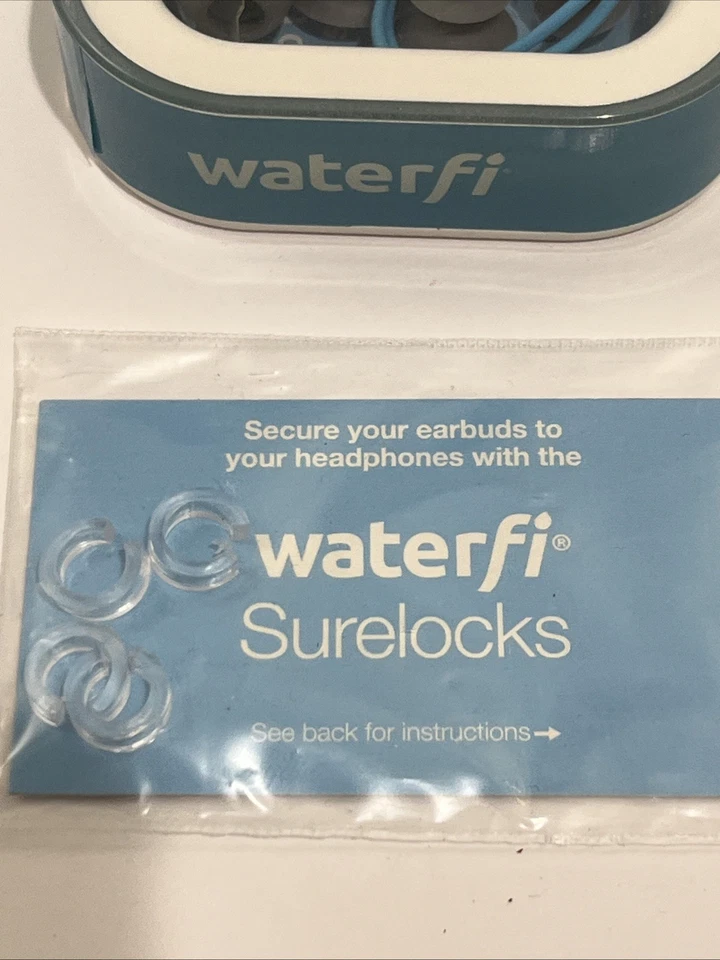 waterfi
Secure your earbuds to
your headphones with the
waterfi®
Surelocks
See back for instructions→